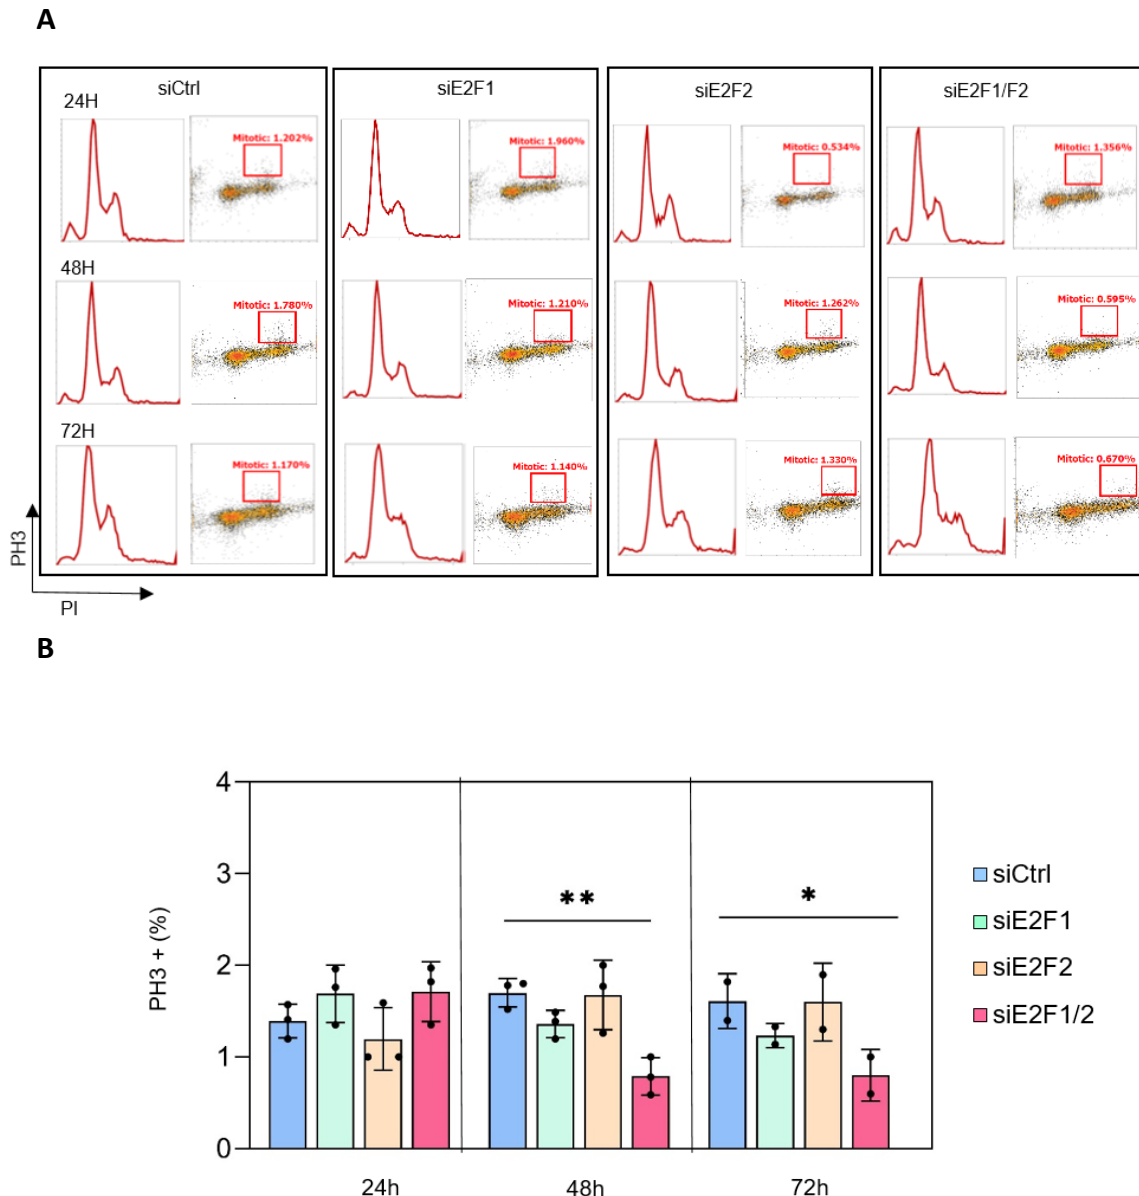 A
siCtrl
siE2F1
siE2F2
siE2F1/F2
24H
Mitotic: 1.202%
Mitotic: 1.960%
Mitotic: 0.534%
Mitotic: 1.356%
48H
Mitotic: 1.780%
Mitotic: 1.210%
Mitotic: 1.262%
Mitotic: 0.595%
72H
Mitotic: 1.170%
Mitotic: 1.140%
Mitotic: 1.330%
Mitotic: 0.670%
PH3
PI
B
PH3 + (%)
4
3
2
1
0
**
*
24h
48h
72h
siCtrl
siE2F1
siE2F2
siE2F1/2